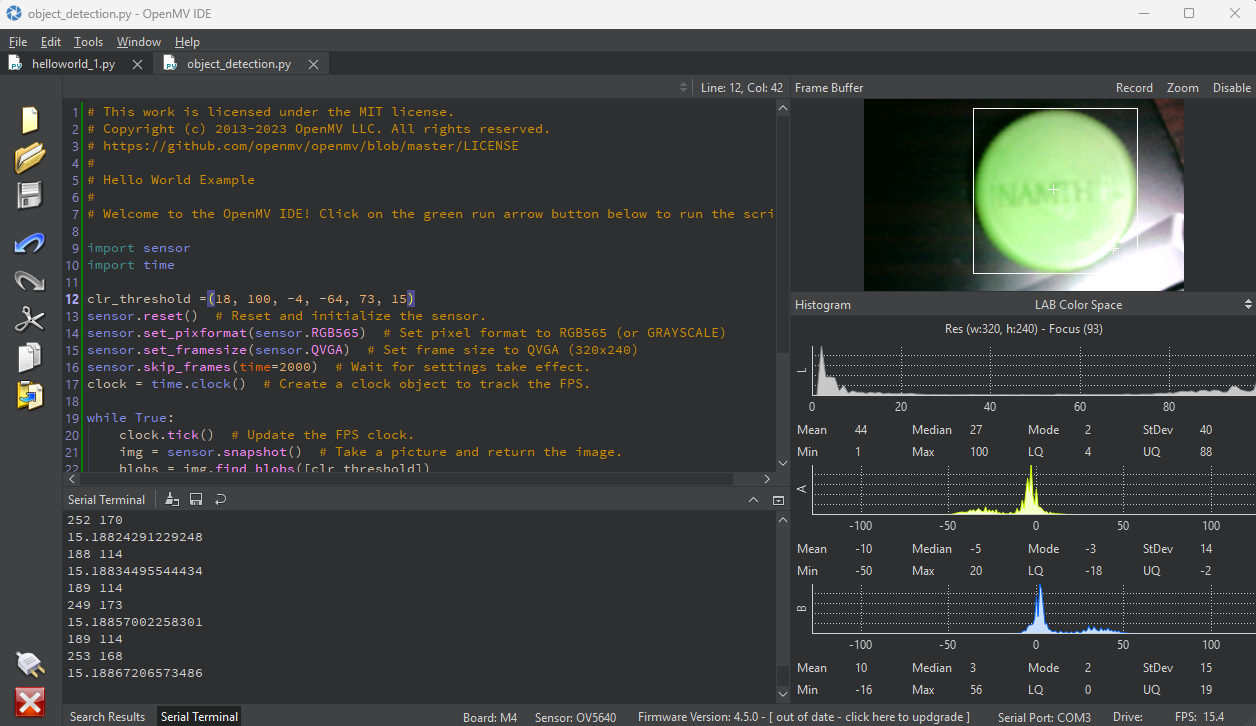 object_detection.py - OpenMV IDE
File Edit Tools Window Help
helloworld_1.py
object_detection.py
Line: 12, Col: 42
1 # This work is licensed under the MIT license.
2 # Copyright (c) 2013-2023 OpenMV LLC. All rights reserved.
3 # https://github.com/openmv/openmv/blob/master/LICENSE
4 #
5 # Hello World Example
6 #
7 # Welcome to the OpenMV IDE! Click on the green run arrow button below to run the scri
8
9 import sensor
10 import time
11
12 clr_threshold =(18, 100, -4, -64, 73, 15)
13 sensor.reset()  # Reset and initialize the sensor.
14 sensor.set_pixformat(sensor.RGB565)  # Set pixel format to RGB565 (or GRAYSCALE)
15 sensor.set_framesize(sensor.QVGA)  # Set frame size to QVGA (320x240)
16 sensor.skip_frames(time=2000)  # Wait for settings take effect.
17 clock = time.clock()  # Create a clock object to track the FPS.
18
19 while True:
20     clock.tick()  # Update the FPS clock.
21     img = sensor.snapshot()  # Take a picture and return the image.
22     blobs = img.find_blobs([clr_threshold])
Serial Terminal
252 170
15.18824291229248
188 114
15.18834495544434
189 114
249 173
15.18857002258301
189 114
253 168
15.18867206573486
Frame Buffer Record Zoom Disable
Histogram LAB Color Space
Res (w:320, h:240) - Focus (93)
L
0 20 40 60 80
Mean 44 Median 27 Mode 2 StDev 40
Min 1 Max 100 LQ 4 UQ 88
A
-100 -50 0 50 100
Mean -10 Median -5 Mode -3 StDev 14
Min -50 Max 20 LQ -18 UQ -2
B
-100 -50 0 50 100
Mean 10 Median 3 Mode 2 StDev 15
Min -16 Max 56 LQ 0 UQ 19
Search Results Serial Terminal
Board: M4 Sensor: OV5640 Firmware Version: 4.5.0 - [ out of date - click here to updgrade ] Serial Port: COM3 Drive: FPS: 15.4